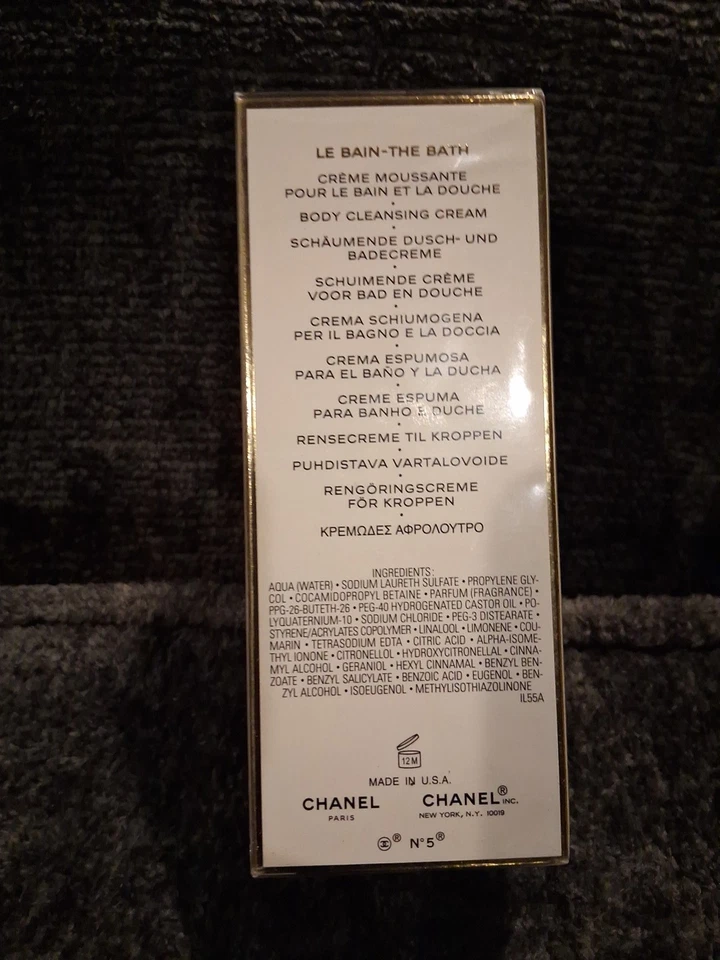 LE BAIN-THE BATH
CRÈME MOUSSANTE
POUR LE BAIN ET LA DOUCHE
•
BODY CLEANSING CREAM
•
SCHÄUMENDE DUSCH- UND
BADECREME
•
SCHUIMENDE CRÈME
VOOR BAD EN DOUCHE
•
CREMA SCHIUMOGENA
PER IL BAGNO E LA DOCCIA
•
CREMA ESPUMOSA
PARA EL BAÑO Y LA DUCHA
•
CREME ESPUMA
PARA BANHO E DUCHE
•
RENSECREME TIL KROPPEN
•
PUHDISTAVA VARTALOVOIDE
•
RENGÖRINGSCREME
FÖR KROPPEN
•
ΚΡΕΜΩΔΕΣ ΑΦΡΟΛΟΥΤΡΟ
INGREDIENTS:
AQUA (WATER) • SODIUM LAURETH SULFATE • PROPYLENE GLY-
COL • COCAMIDOPROPYL BETAINE • PARFUM (FRAGRANCE) •
PPG-26-BUTETH-26 • PEG-40 HYDROGENATED CASTOR OIL • PO-
LYQUATERNIUM-10 • SODIUM CHLORIDE • PEG-3 DISTEARATE •
STYRENE/ACRYLATES COPOLYMER • LINALOOL • LIMONENE • COU-
MARIN • TETRASODIUM EDTA • CITRIC ACID • ALPHA-ISOME-
THYL IONONE • CITRONELLOL • HYDROXYCITRONELLAL • CINNA-
MYL ALCOHOL • GERANIOL • HEXYL CINNAMAL • BENZYL BEN-
ZOATE • BENZYL SALICYLATE • BENZOIC ACID • EUGENOL • BEN-
ZYL ALCOHOL • ISOEUGENOL • METHYLISOTHIAZOLINONE
IL55A
12 M
MADE IN U.S.A.
CHANEL CHANEL® INC.
PARIS NEW YORK, N.Y. 10019
® N°5®